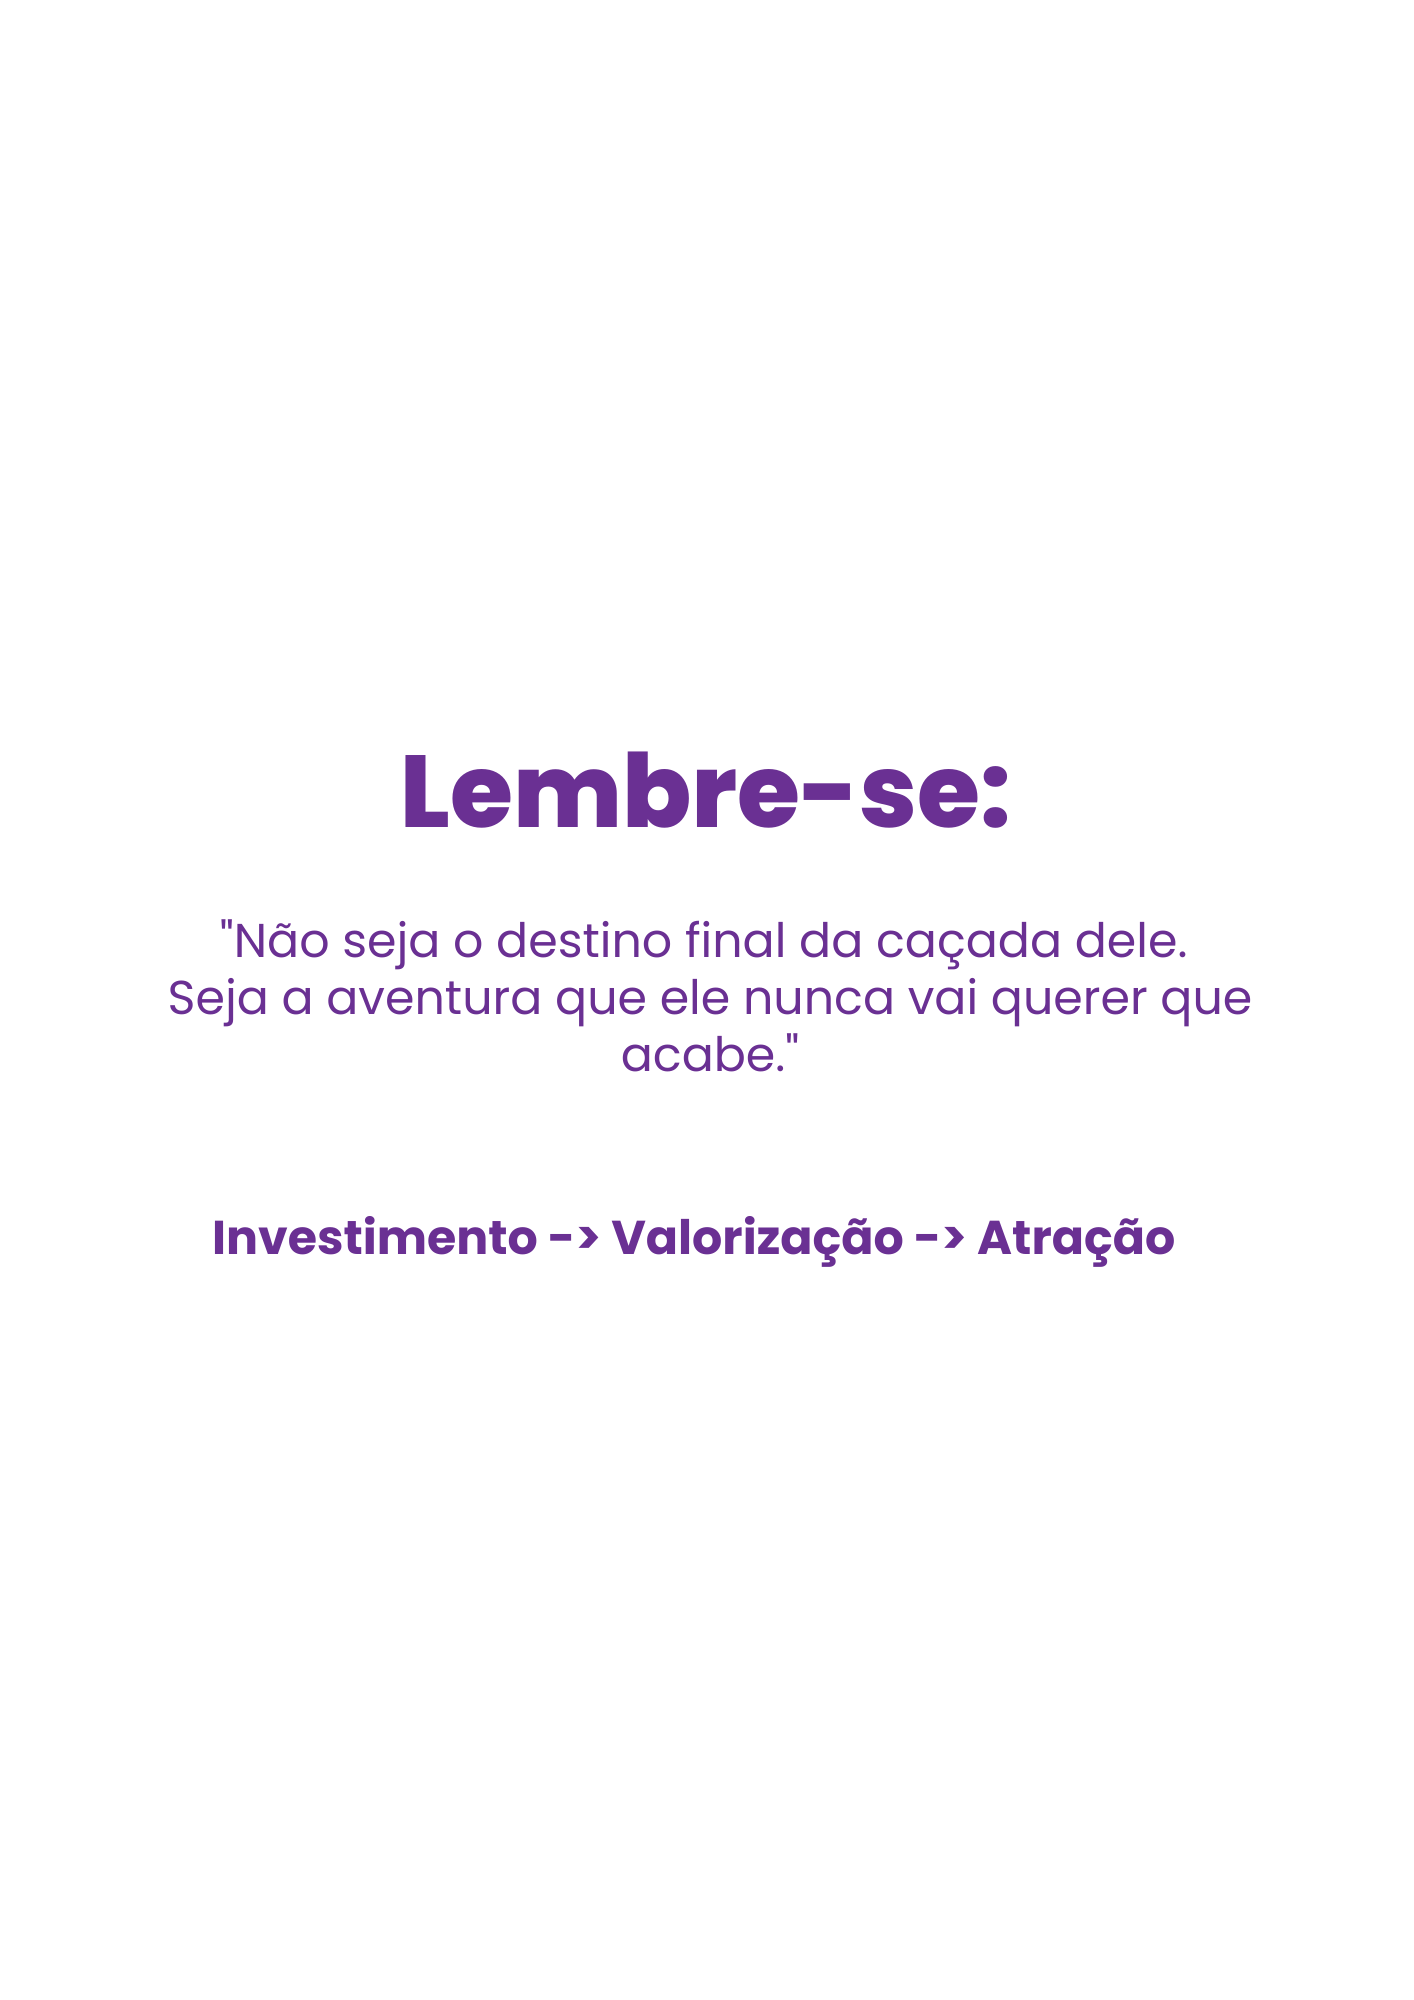 Lembre-se:
"Não seja o destino final da caçada dele.
Seja a aventura que ele nunca vai querer que
acabe."
Investimento -> Valorização -> Atração